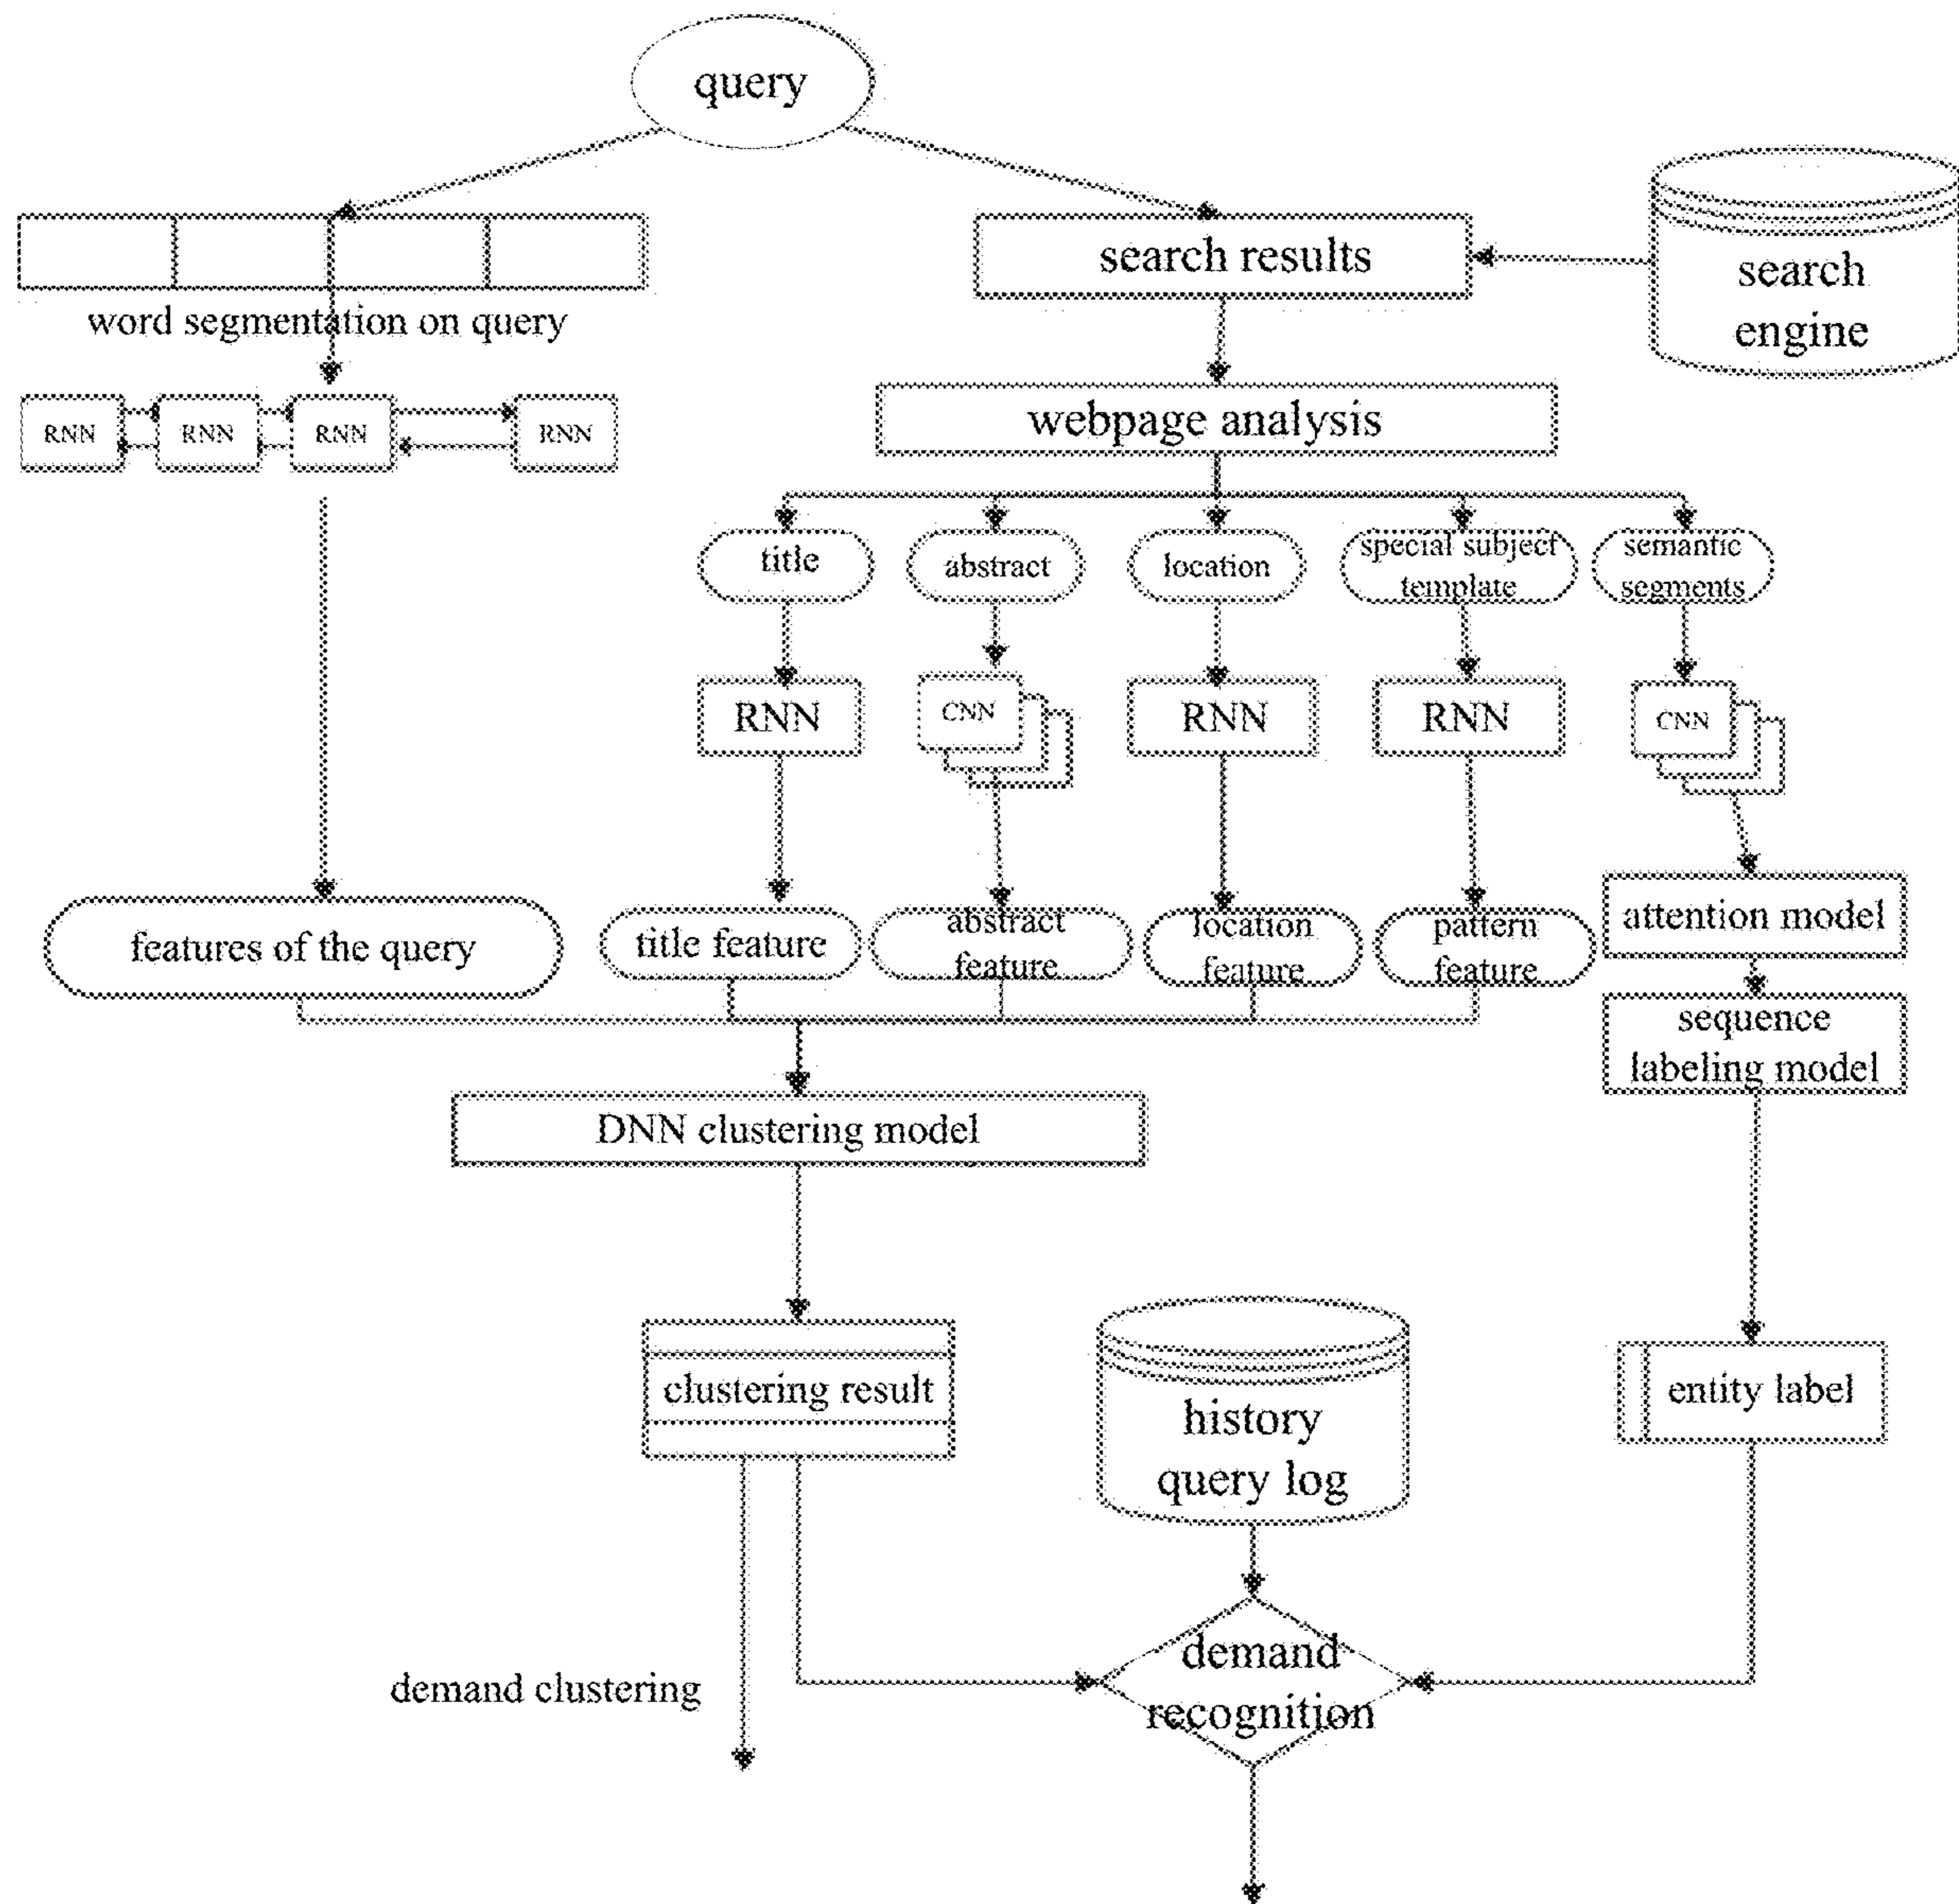 query
search results
search
engine
word segmentation on query
webpage analysis
RNN
RNN
RNN
RNN
title
abstract
location
special subject
template
semantic
segments
RNN
CNN
RNN
RNN
CNN
features of the query
title feature
abstract
feature
location
feature
pattern
feature
attention model
sequence
labeling model
DNN clustering model
clustering result
history
query log
entity label
demand clustering
demand
recognition